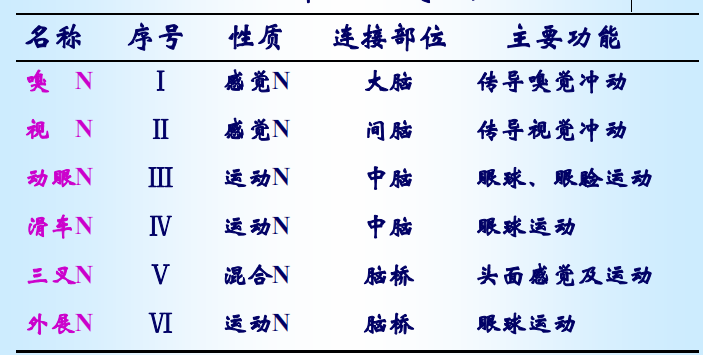 名称 序号 性质 连接部位 主要功能
嗅 N Ⅰ 感觉N 大脑 传导嗅觉冲动
视 N Ⅱ 感觉N 间脑 传导视觉冲动
动眼N Ⅲ 运动N 中脑 眼球、眼睑运动
滑车N Ⅳ 运动N 中脑 眼球运动
三叉N Ⅴ 混合N 脑桥 头面感觉及运动
外展N Ⅵ 运动N 脑桥 眼球运动